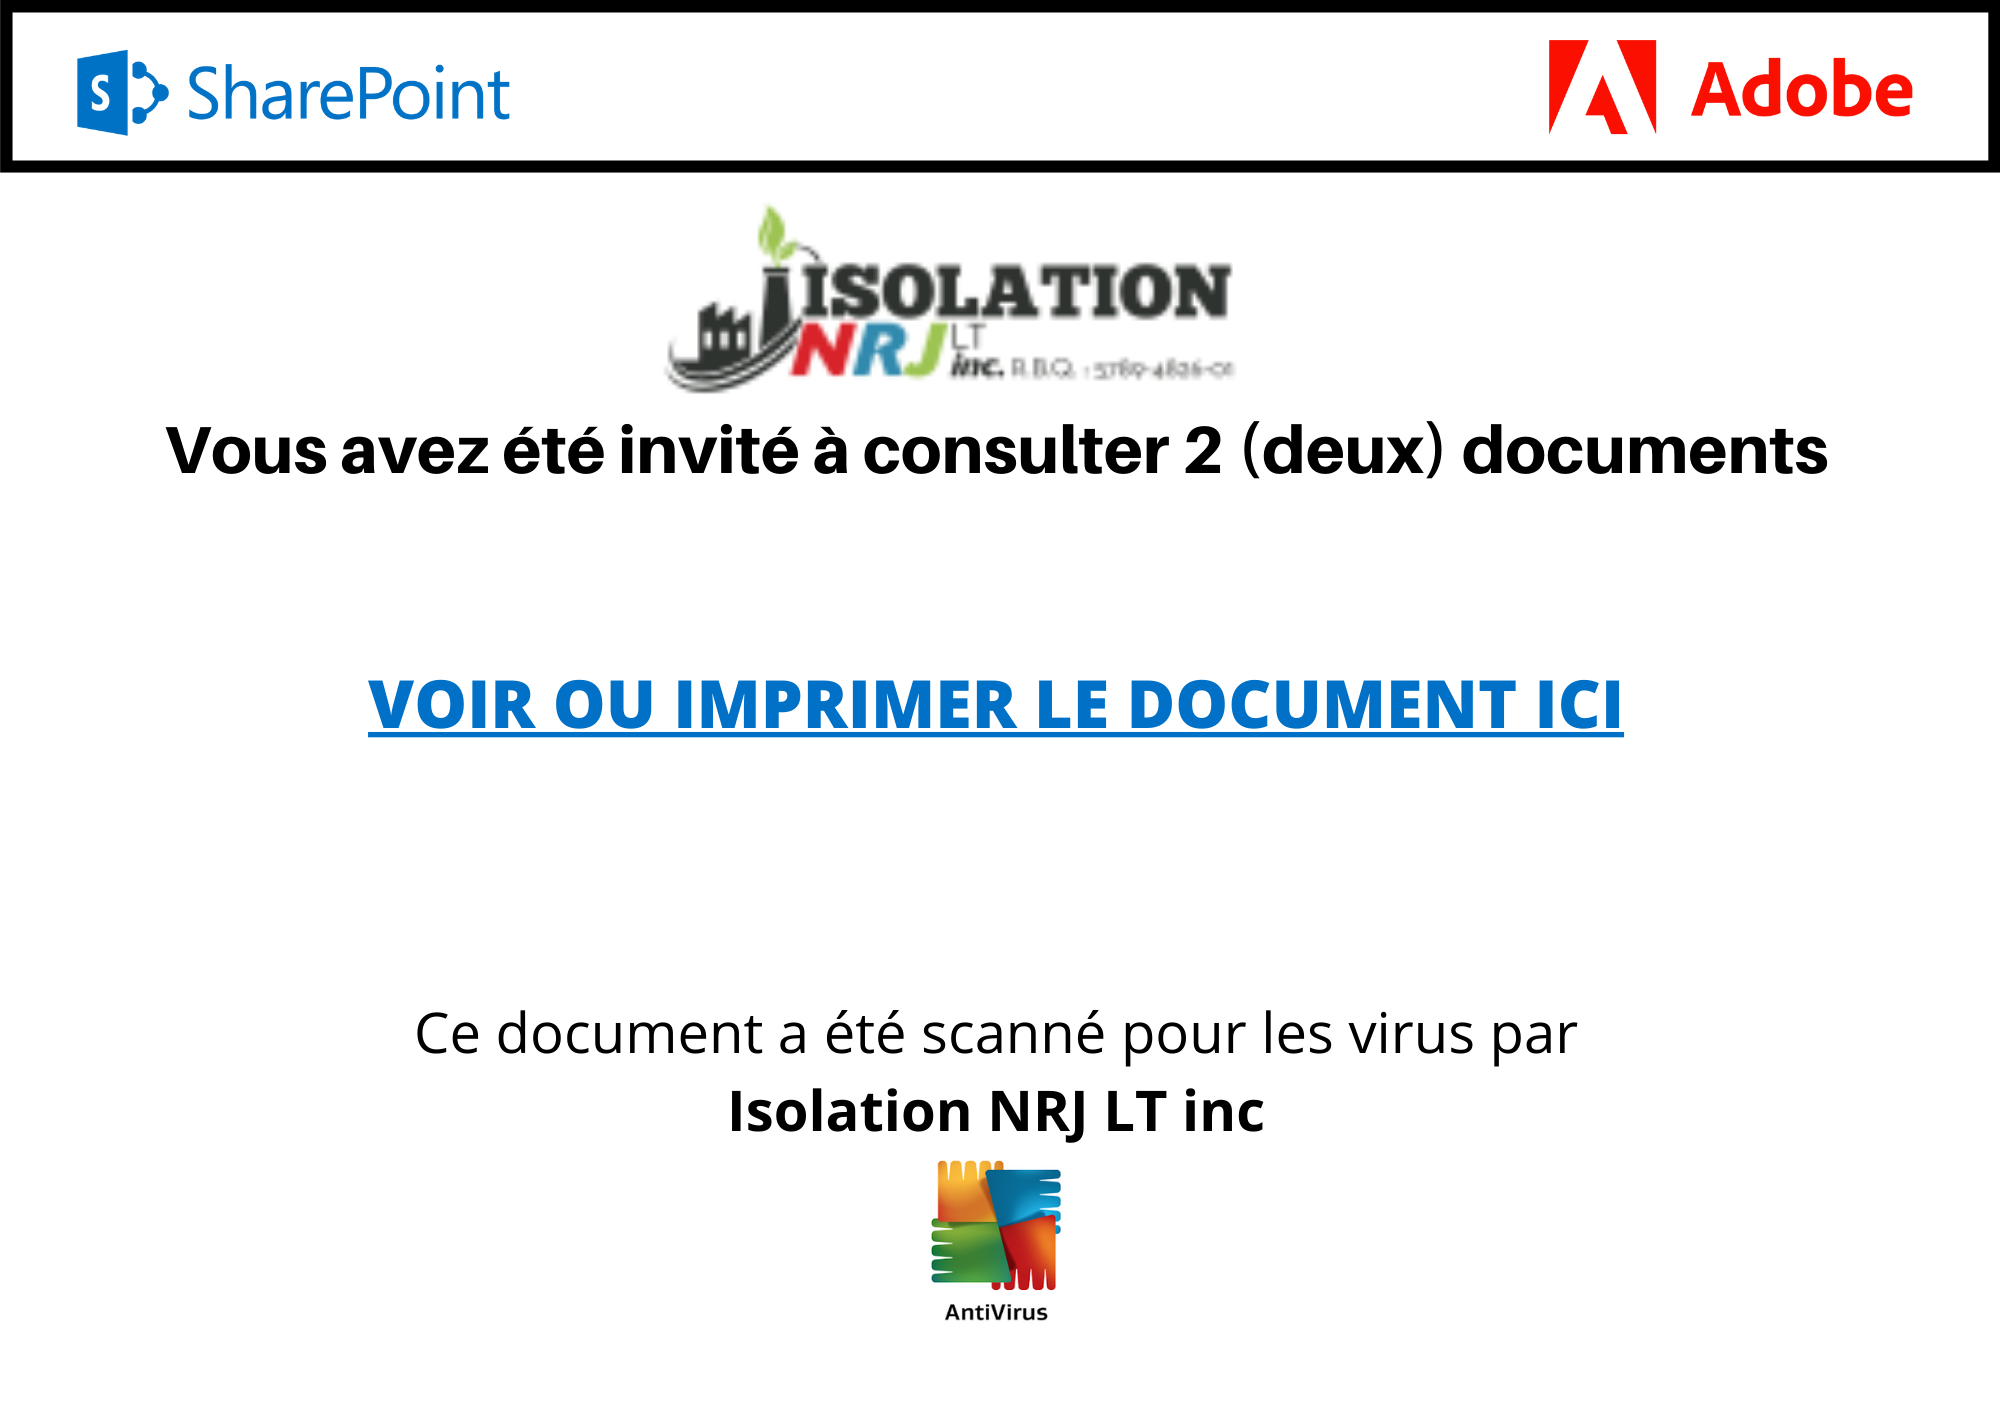 SharePoint
Adobe
ISOLATION
NRJ LT
inc. R.B.Q. : 5789-4826-01
Vous avez été invité à consulter 2 (deux) documents
VOIR OU IMPRIMER LE DOCUMENT ICI
Ce document a été scanné pour les virus par
Isolation NRJ LT inc
AntiVirus